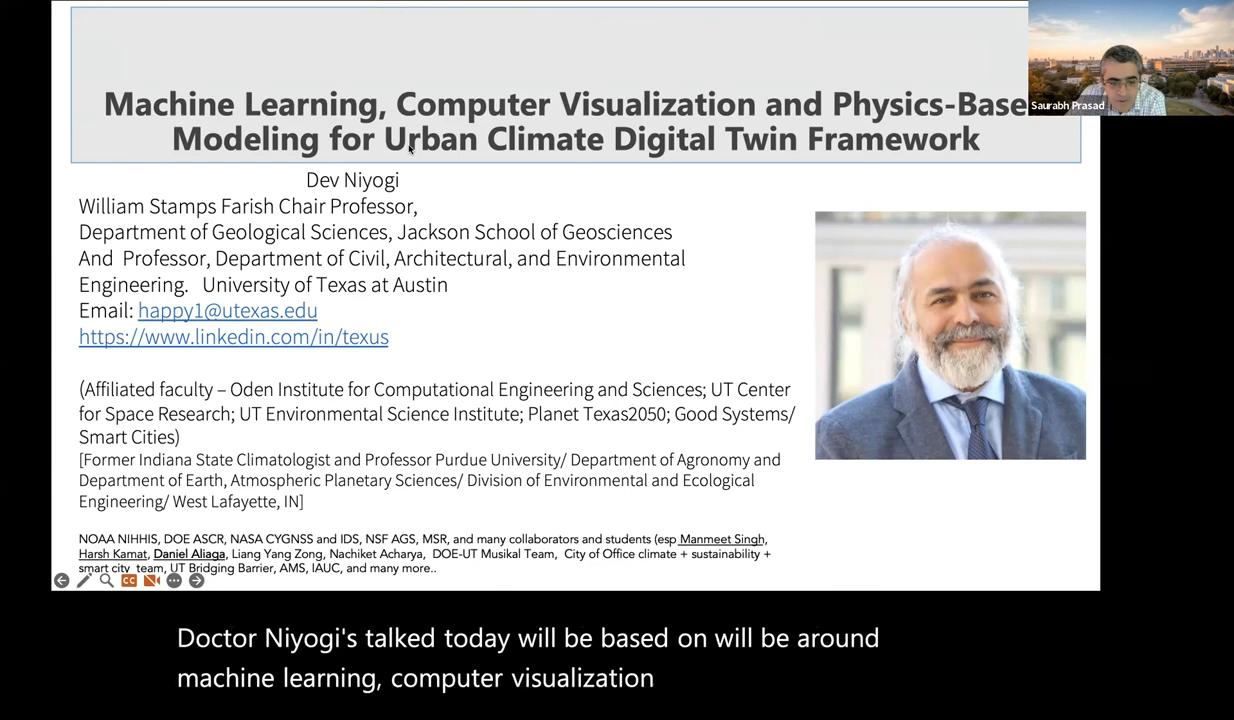 Machine Learning, Computer Visualization and Physics-Base
Modeling for Urban Climate Digital Twin Framework
Saurabh Prasad
Dev Niyogi
William Stamps Farish Chair Professor,
Department of Geological Sciences, Jackson School of Geosciences
And Professor, Department of Civil, Architectural, and Environmental
Engineering. University of Texas at Austin
Email: happy1@utexas.edu
https://www.linkedin.com/in/texus
(Affiliated faculty – Oden Institute for Computational Engineering and Sciences; UT Center
for Space Research; UT Environmental Science Institute; Planet Texas2050; Good Systems/
Smart Cities)
[Former Indiana State Climatologist and Professor Purdue University/ Department of Agronomy and
Department of Earth, Atmospheric Planetary Sciences/ Division of Environmental and Ecological
Engineering/ West Lafayette, IN]
NOAA NIHHIS, DOE ASCR, NASA CYGNSS and IDS, NSF AGS, MSR, and many collaborators and students (esp Manmeet Singh,
Harsh Kamat, Daniel Aliaga, Liang Yang Zong, Nachiket Acharya, DOE-UT Musikal Team, City of Office climate + sustainability +
smart city team, UT Bridging Barrier, AMS, IAUC, and many more..
CC
Doctor Niyogi's talked today will be based on will be around
machine learning, computer visualization